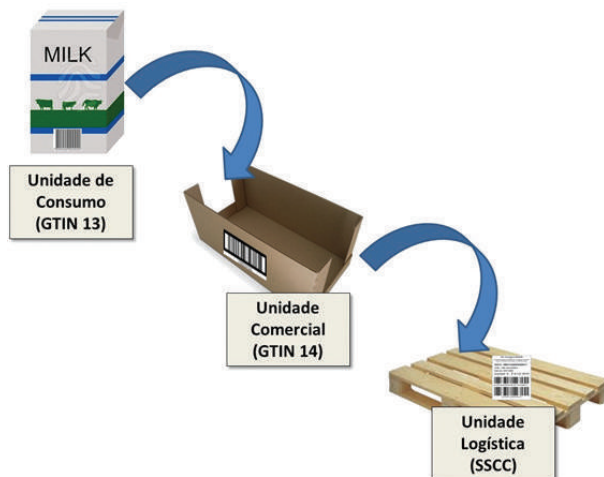 MILK
Unidade de
Consumo
(GTIN 13)
Unidade
Comercial
(GTIN 14)
Unidade
Logística
(SSCC)